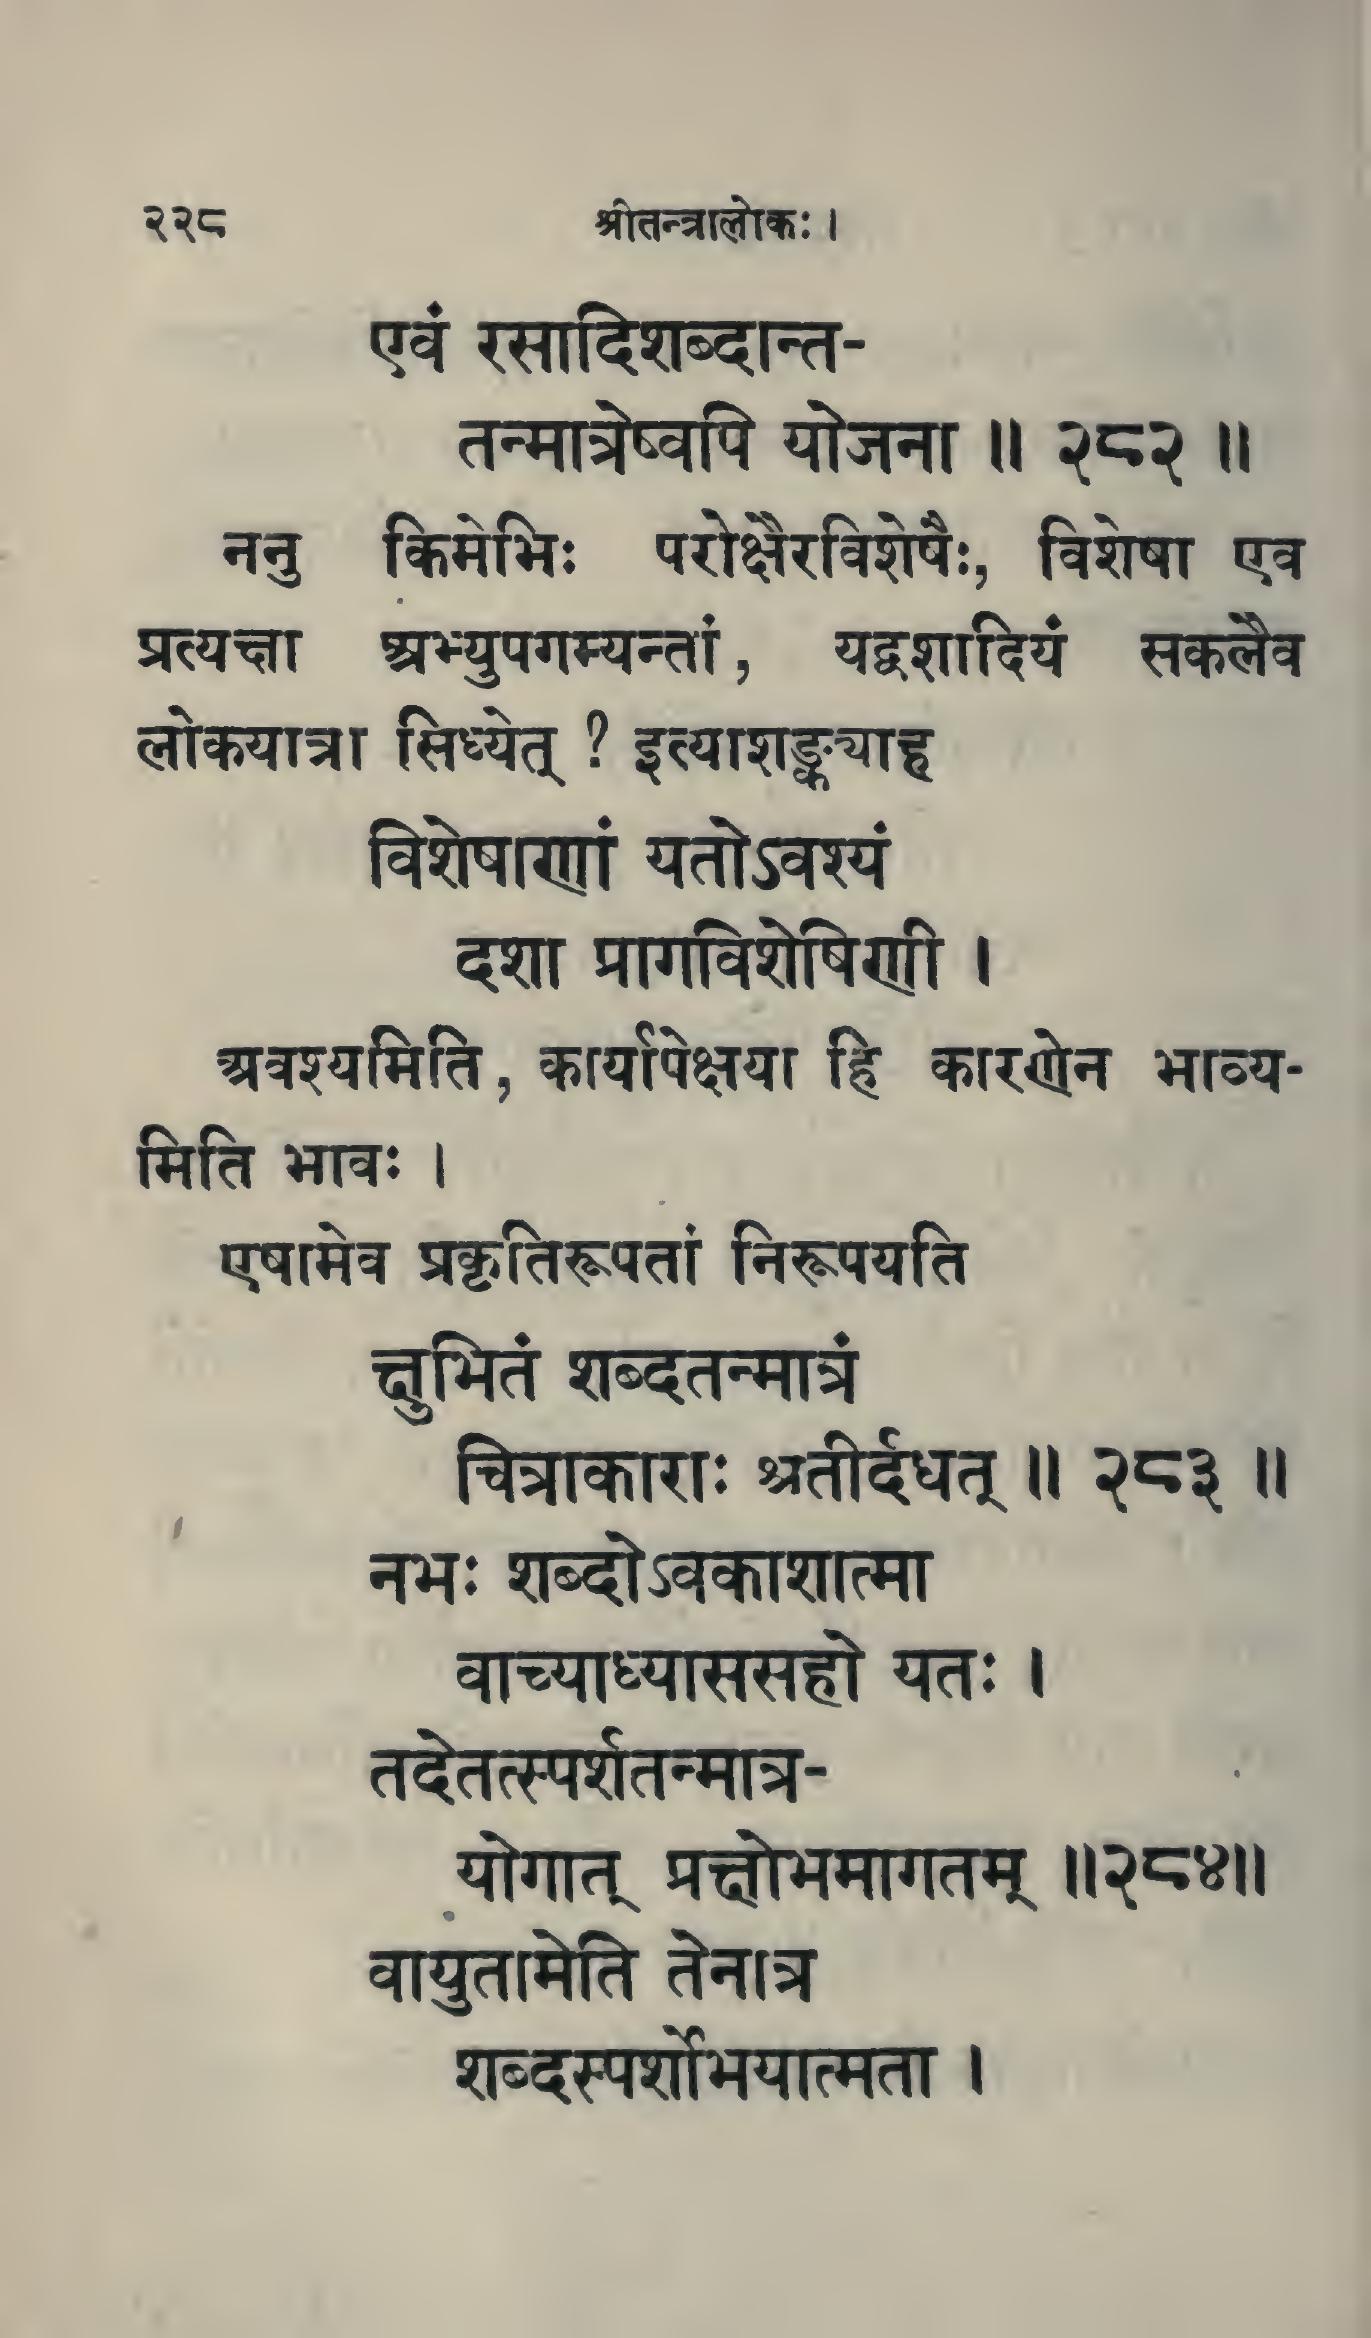 २२८ श्रीतन्त्रालोकः ।
एवं रसादिशब्दान्त-
तन्मात्रेष्वपि योजना ॥ २८२ ॥
ननु किमेभिः परोक्षैरविशेषैः, विशेषा एव
प्रत्यक्षा अभ्युपगम्यन्तां, यद्वशादियं सकलैव
लोकयात्रा सिध्येत् ? इत्याशङ्क्याह
विशेषाणां यतोऽवश्यं
दशा प्रागविशेषिणी ।
अवश्यमिति, कार्यापेक्षया हि कारणेन भाव्य-
मिति भावः ।
एषामेव प्रकृतिरूपतां निरूपयति
क्षुभितं शब्दतन्मात्रं
चित्राकाराः श्रतीर्दधत् ॥ २८३ ॥
नभः शब्दोऽवकाशात्मा
वाच्याध्याससहो यतः ।
तदेतत्स्पर्शतन्मात्र-
योगात् प्रक्षोभमागतम् ॥२८४॥
वायुतामेति तेनात्र
शब्दस्पर्शोभयात्मता ।